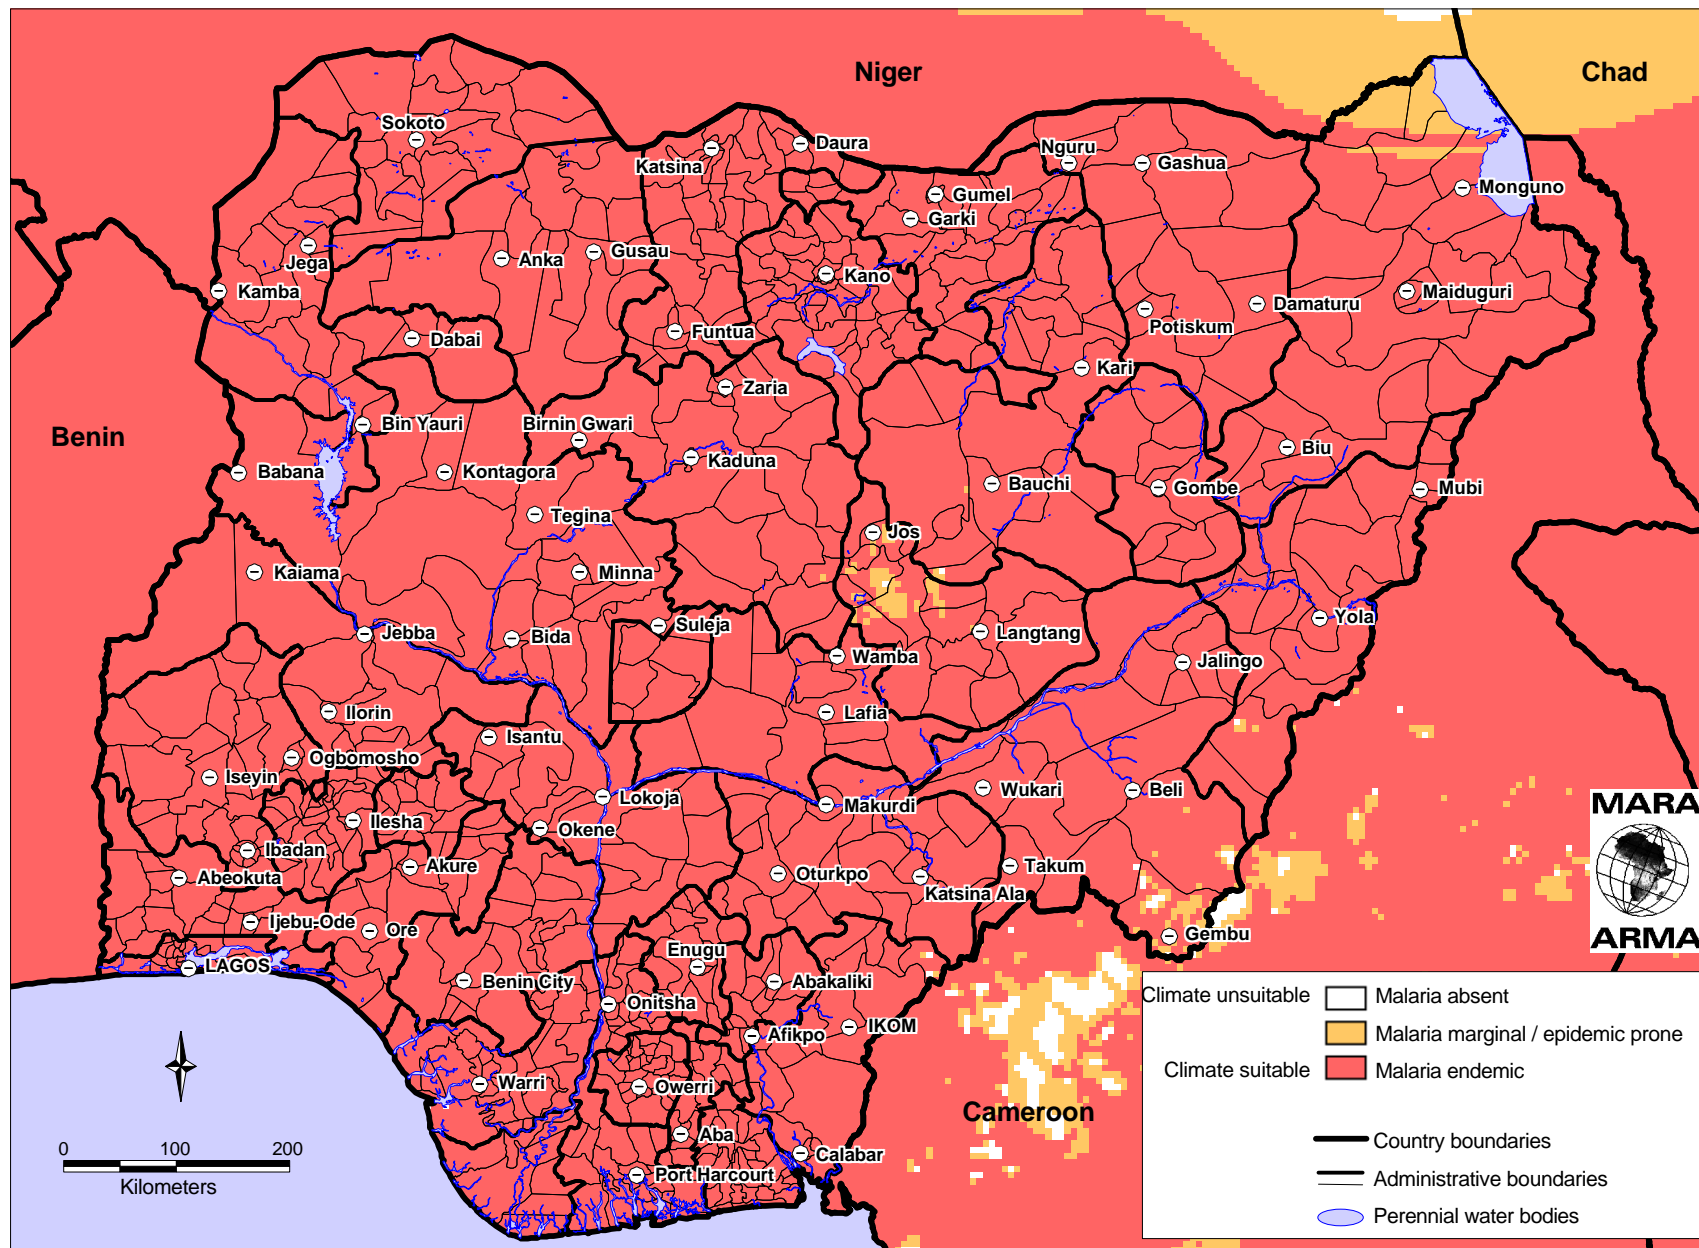 Niger
Chad
Sokoto
Daura
Katsina
Nguru
Gashua
Monguno
Gumel
Garki
Jega
Anka
Gusau
Kano
Kamba
Maiduguri
Damaturu
Potiskum
Dabai
Funtua
Kari
Zaria
Benin
Bin Yauri
Birnin Gwari
Biu
Babana
Kontagora
Kaduna
Bauchi
Gombe
Mubi
Tegina
Jos
Kaiama
Minna
Yola
Jebba
Bida
Suleja
Langtang
Wamba
Jalingo
Ilorin
Lafia
Isantu
Ogbomosho
Iseyin
Lokoja
Makurdi
Wukari
Beli
MARA
Ilesha
Okene
Ibadan
Akure
Abeokuta
Oturkpo
Katsina Ala
Takum
Ijebu-Ode
Ore
Gembu
ARMA
Enugu
LAGOS
Benin City
Abakaliki
Onitsha
Afikpo
IKOM
Warri
Owerri
Cameroon
Aba
Calabar
Port Harcourt
0 100 200
Kilometers
Climate unsuitable Malaria absent
Malaria marginal / epidemic prone
Climate suitable Malaria endemic
Country boundaries
Administrative boundaries
Perennial water bodies